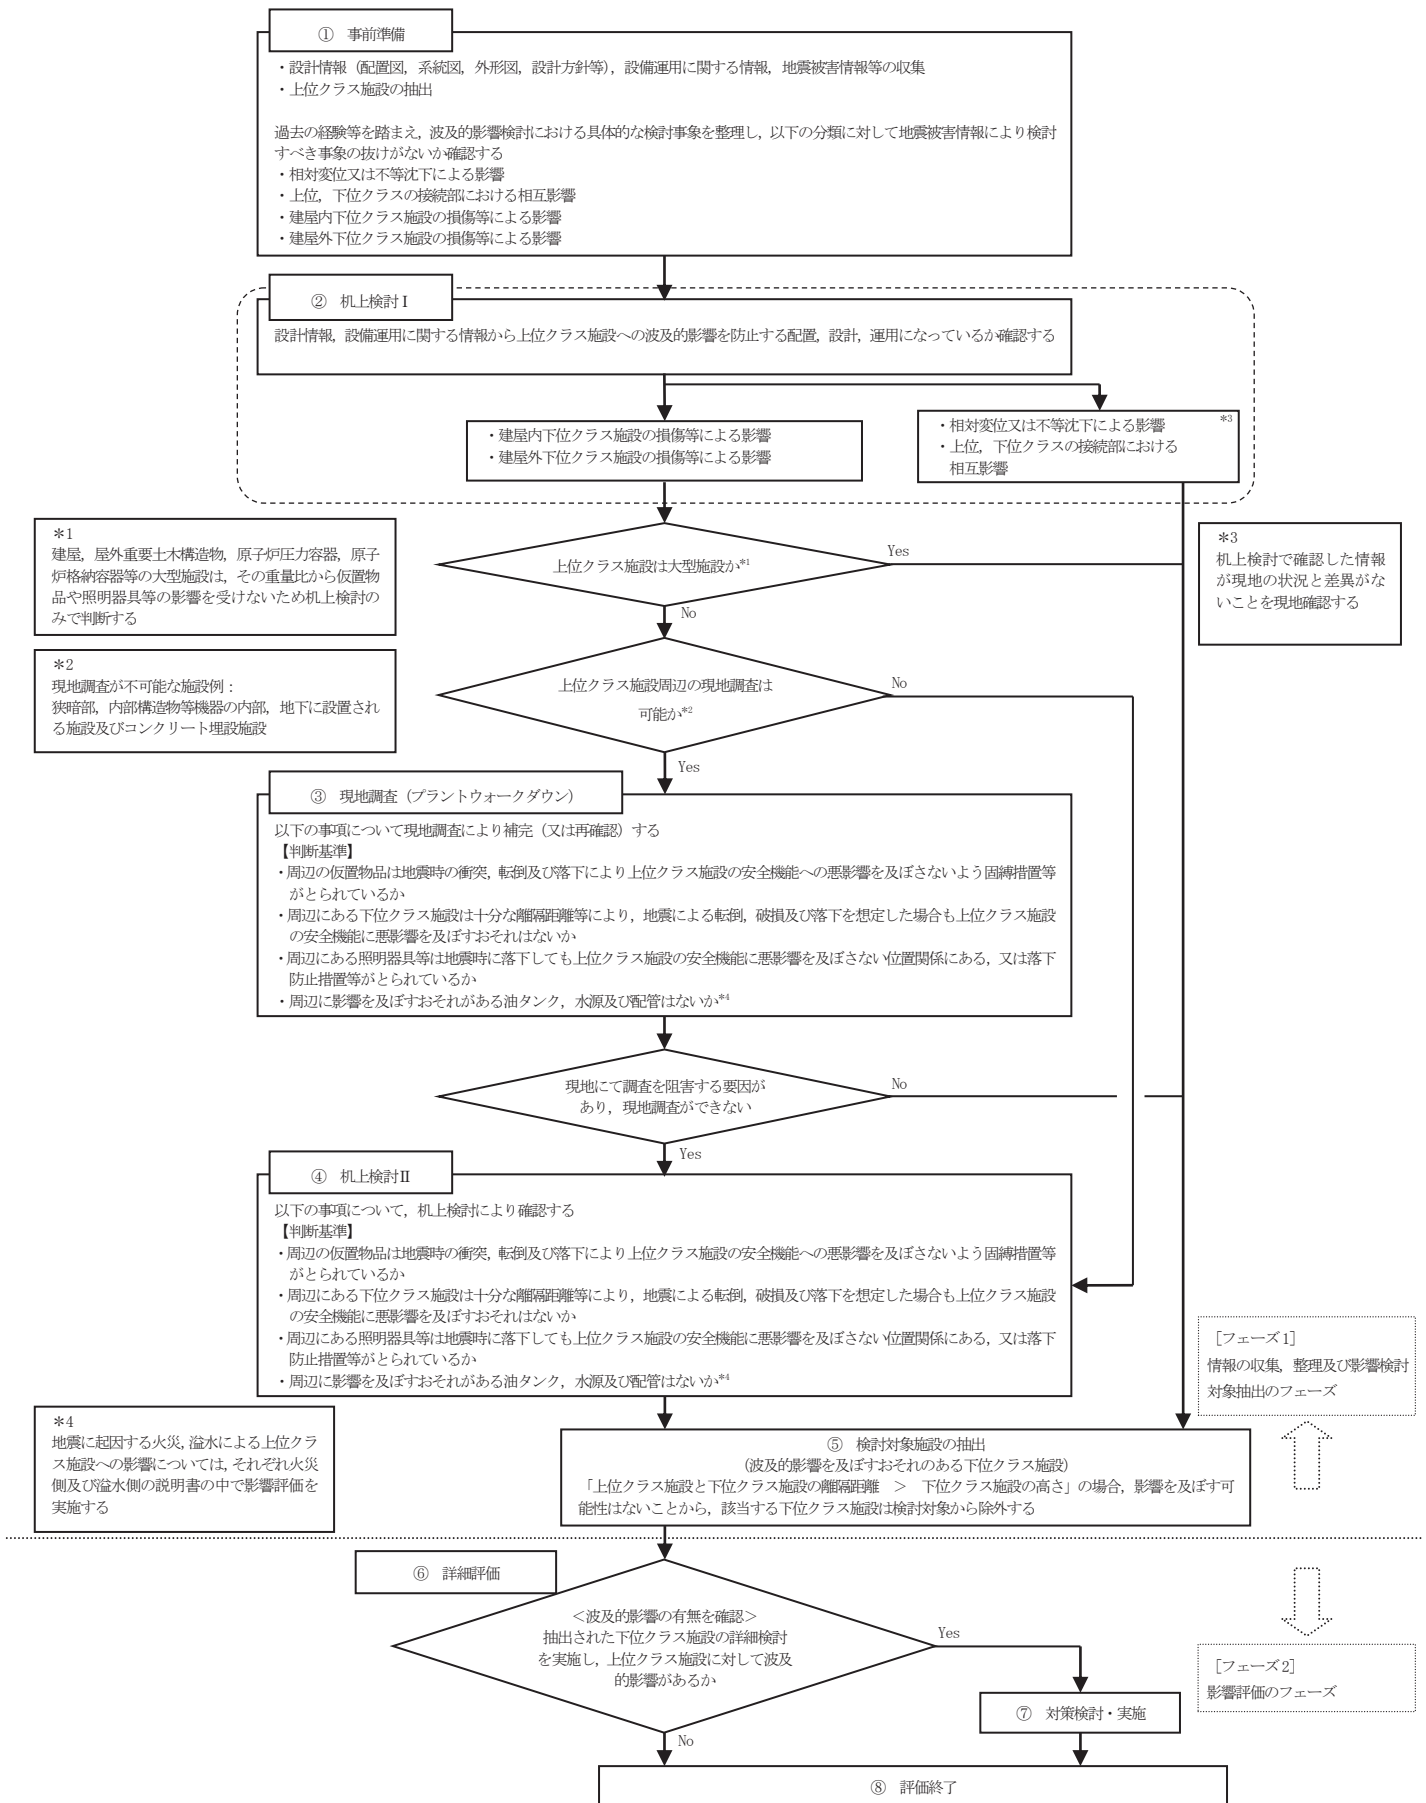 ① 事前準備
・設計情報（配置図，系統図，外形図，設計方針等），設備運用に関する情報，地震被害情報等の収集
・上位クラス施設の抽出
過去の経験等を踏まえ，波及的影響検討における具体的な検討事象を整理し，以下の分類に対して地震被害情報により検討
すべき事象の抜けがないか確認する
・相対変位又は不等沈下による影響
・上位，下位クラスの接続部における相互影響
・建屋内下位クラス施設の損傷等による影響
・建屋外下位クラス施設の損傷等による影響
② 机上検討Ⅰ
設計情報，設備運用に関する情報から上位クラス施設への波及的影響を防止する配置，設計，運用になっているか確認する
・建屋内下位クラス施設の損傷等による影響
・建屋外下位クラス施設の損傷等による影響
・相対変位又は不等沈下による影響 *3
・上位，下位クラスの接続部における
相互影響
*1
建屋，屋外重要土木構造物，原子炉圧力容器，原子
炉格納容器等の大型施設は，その重量比から仮置物
品や照明器具等の影響を受けないため机上検討の
みで判断する
上位クラス施設は大型施設か*1
Yes
No
*3
机上検討で確認した情報
が現地の状況と差異がな
いことを現地確認する
*2
現地調査が不可能な施設例：
狭暗部，内部構造物等機器の内部，地下に設置され
る施設及びコンクリート埋設施設
上位クラス施設周辺の現地調査は
可能か*2
No
Yes
③ 現地調査（プラントウォークダウン）
以下の事項について現地調査により補完（又は再確認）する
【判断基準】
・周辺の仮置物品は地震時の衝突，転倒及び落下により上位クラス施設の安全機能への悪影響を及ぼさないよう固縛措置等
がとられているか
・周辺にある下位クラス施設は十分な離隔距離等により，地震による転倒，破損及び落下を想定した場合も上位クラス施設
の安全機能に悪影響を及ぼすおそれはないか
・周辺にある照明器具等は地震時に落下しても上位クラス施設の安全機能に悪影響を及ぼさない位置関係にある，又は落下
防止措置等がとられているか
・周辺に影響を及ぼすおそれがある油タンク，水源及び配管はないか*4
現地にて調査を阻害する要因が
あり，現地調査ができない
No
Yes
④ 机上検討Ⅱ
以下の事項について，机上検討により確認する
【判断基準】
・周辺の仮置物品は地震時の衝突，転倒及び落下により上位クラス施設の安全機能への悪影響を及ぼさないよう固縛措置等
がとられているか
・周辺にある下位クラス施設は十分な離隔距離等により，地震による転倒，破損及び落下を想定した場合も上位クラス施設
の安全機能に悪影響を及ぼすおそれはないか
・周辺にある照明器具等は地震時に落下しても上位クラス施設の安全機能に悪影響を及ぼさない位置関係にある，又は落下
防止措置等がとられているか
・周辺に影響を及ぼすおそれがある油タンク，水源及び配管はないか*4
［フェーズ1］
情報の収集，整理及び影響検討
対象抽出のフェーズ
*4
地震に起因する火災，溢水による上位クラ
ス施設への影響については，それぞれ火災
側及び溢水側の説明書の中で影響評価を
実施する
⑤ 検討対象施設の抽出
（波及的影響を及ぼすおそれのある下位クラス施設）
「上位クラス施設と下位クラス施設の離隔距離 ＞ 下位クラス施設の高さ」の場合，影響を及ぼす可
能性はないことから，該当する下位クラス施設は検討対象から除外する
⑥ 詳細評価
＜波及的影響の有無を確認＞
抽出された下位クラス施設の詳細検討
を実施し，上位クラス施設に対して波及
的影響があるか
Yes
No
［フェーズ2］
影響評価のフェーズ
⑦ 対策検討・実施
⑧ 評価終了